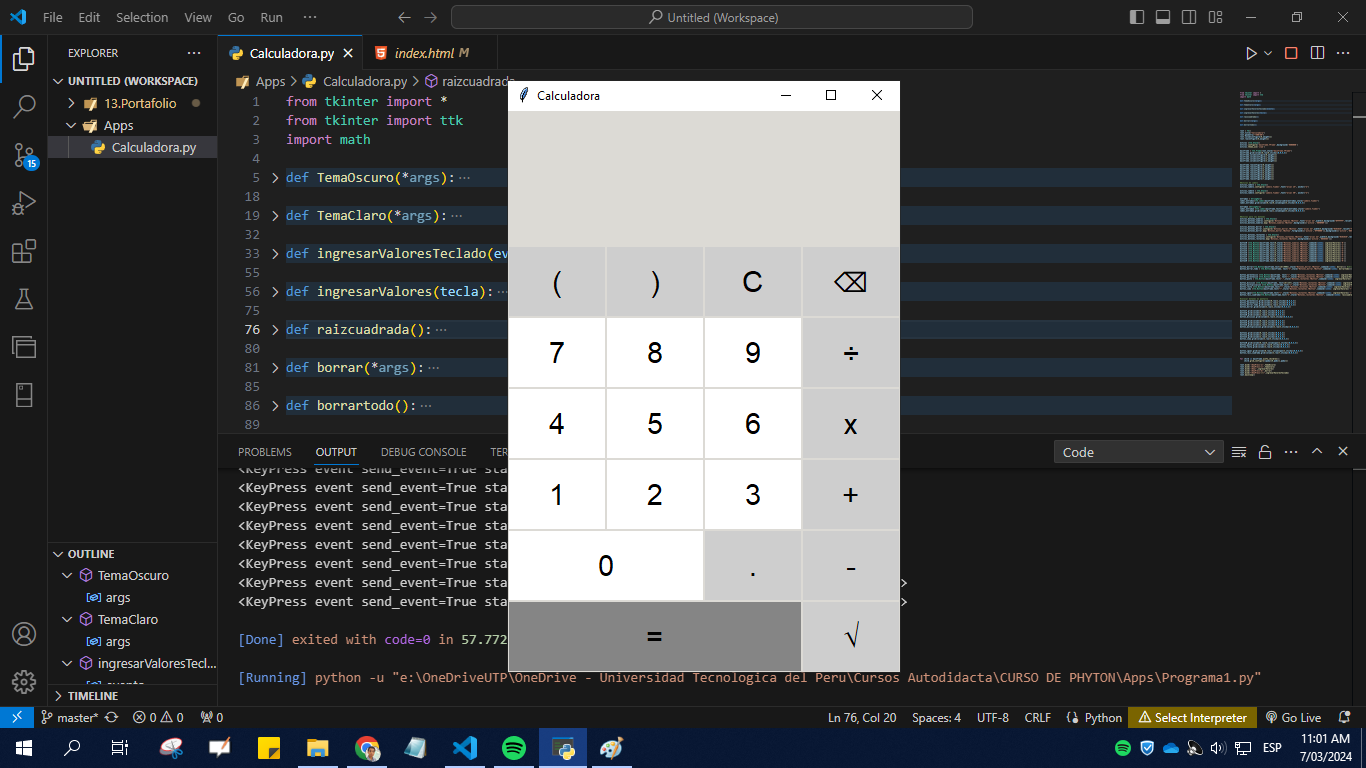 File Edit Selection View Go Run ··· Untitled (Workspace)
EXPLORER ···
UNTITLED (WORKSPACE)
13.Portafolio
Apps
Calculadora.py
OUTLINE
TemaOscuro
args
TemaClaro
args
ingresarValoresTecl...
TIMELINE
Calculadora.py index.html M
Apps > Calculadora.py > raizcuadrada
1 from tkinter import *
2 from tkinter import ttk
3 import math
4
5 def TemaOscuro(*args): ···
18
19 def TemaClaro(*args): ···
32
33 def ingresarValoresTeclado(ev
55
56 def ingresarValores(tecla): ···
75
76 def raizcuadrada(): ···
80
81 def borrar(*args): ···
85
86 def borrartodo(): ···
89
Calculadora
( ) C ⌫
7 8 9 ÷
4 5 6 x
1 2 3 +
0 . -
= √
PROBLEMS OUTPUT DEBUG CONSOLE TER
Code
<KeyPress event send_event=True sta
<KeyPress event send_event=True sta
<KeyPress event send_event=True sta
<KeyPress event send_event=True sta
<KeyPress event send_event=True sta
<KeyPress event send_event=True sta
<KeyPress event send_event=True sta >
<KeyPress event send_event=True sta >
[Done] exited with code=0 in 57.772
[Running] python -u "e:\OneDriveUTP\OneDrive - Universidad Tecnologica del Peru\Cursos Autodidacta\CURSO DE PHYTON\Apps\Programa1.py"
15
master* 0 0 0 Ln 76, Col 20 Spaces: 4 UTF-8 CRLF Python Select Interpreter Go Live
ESP 11:01 AM
7/03/2024